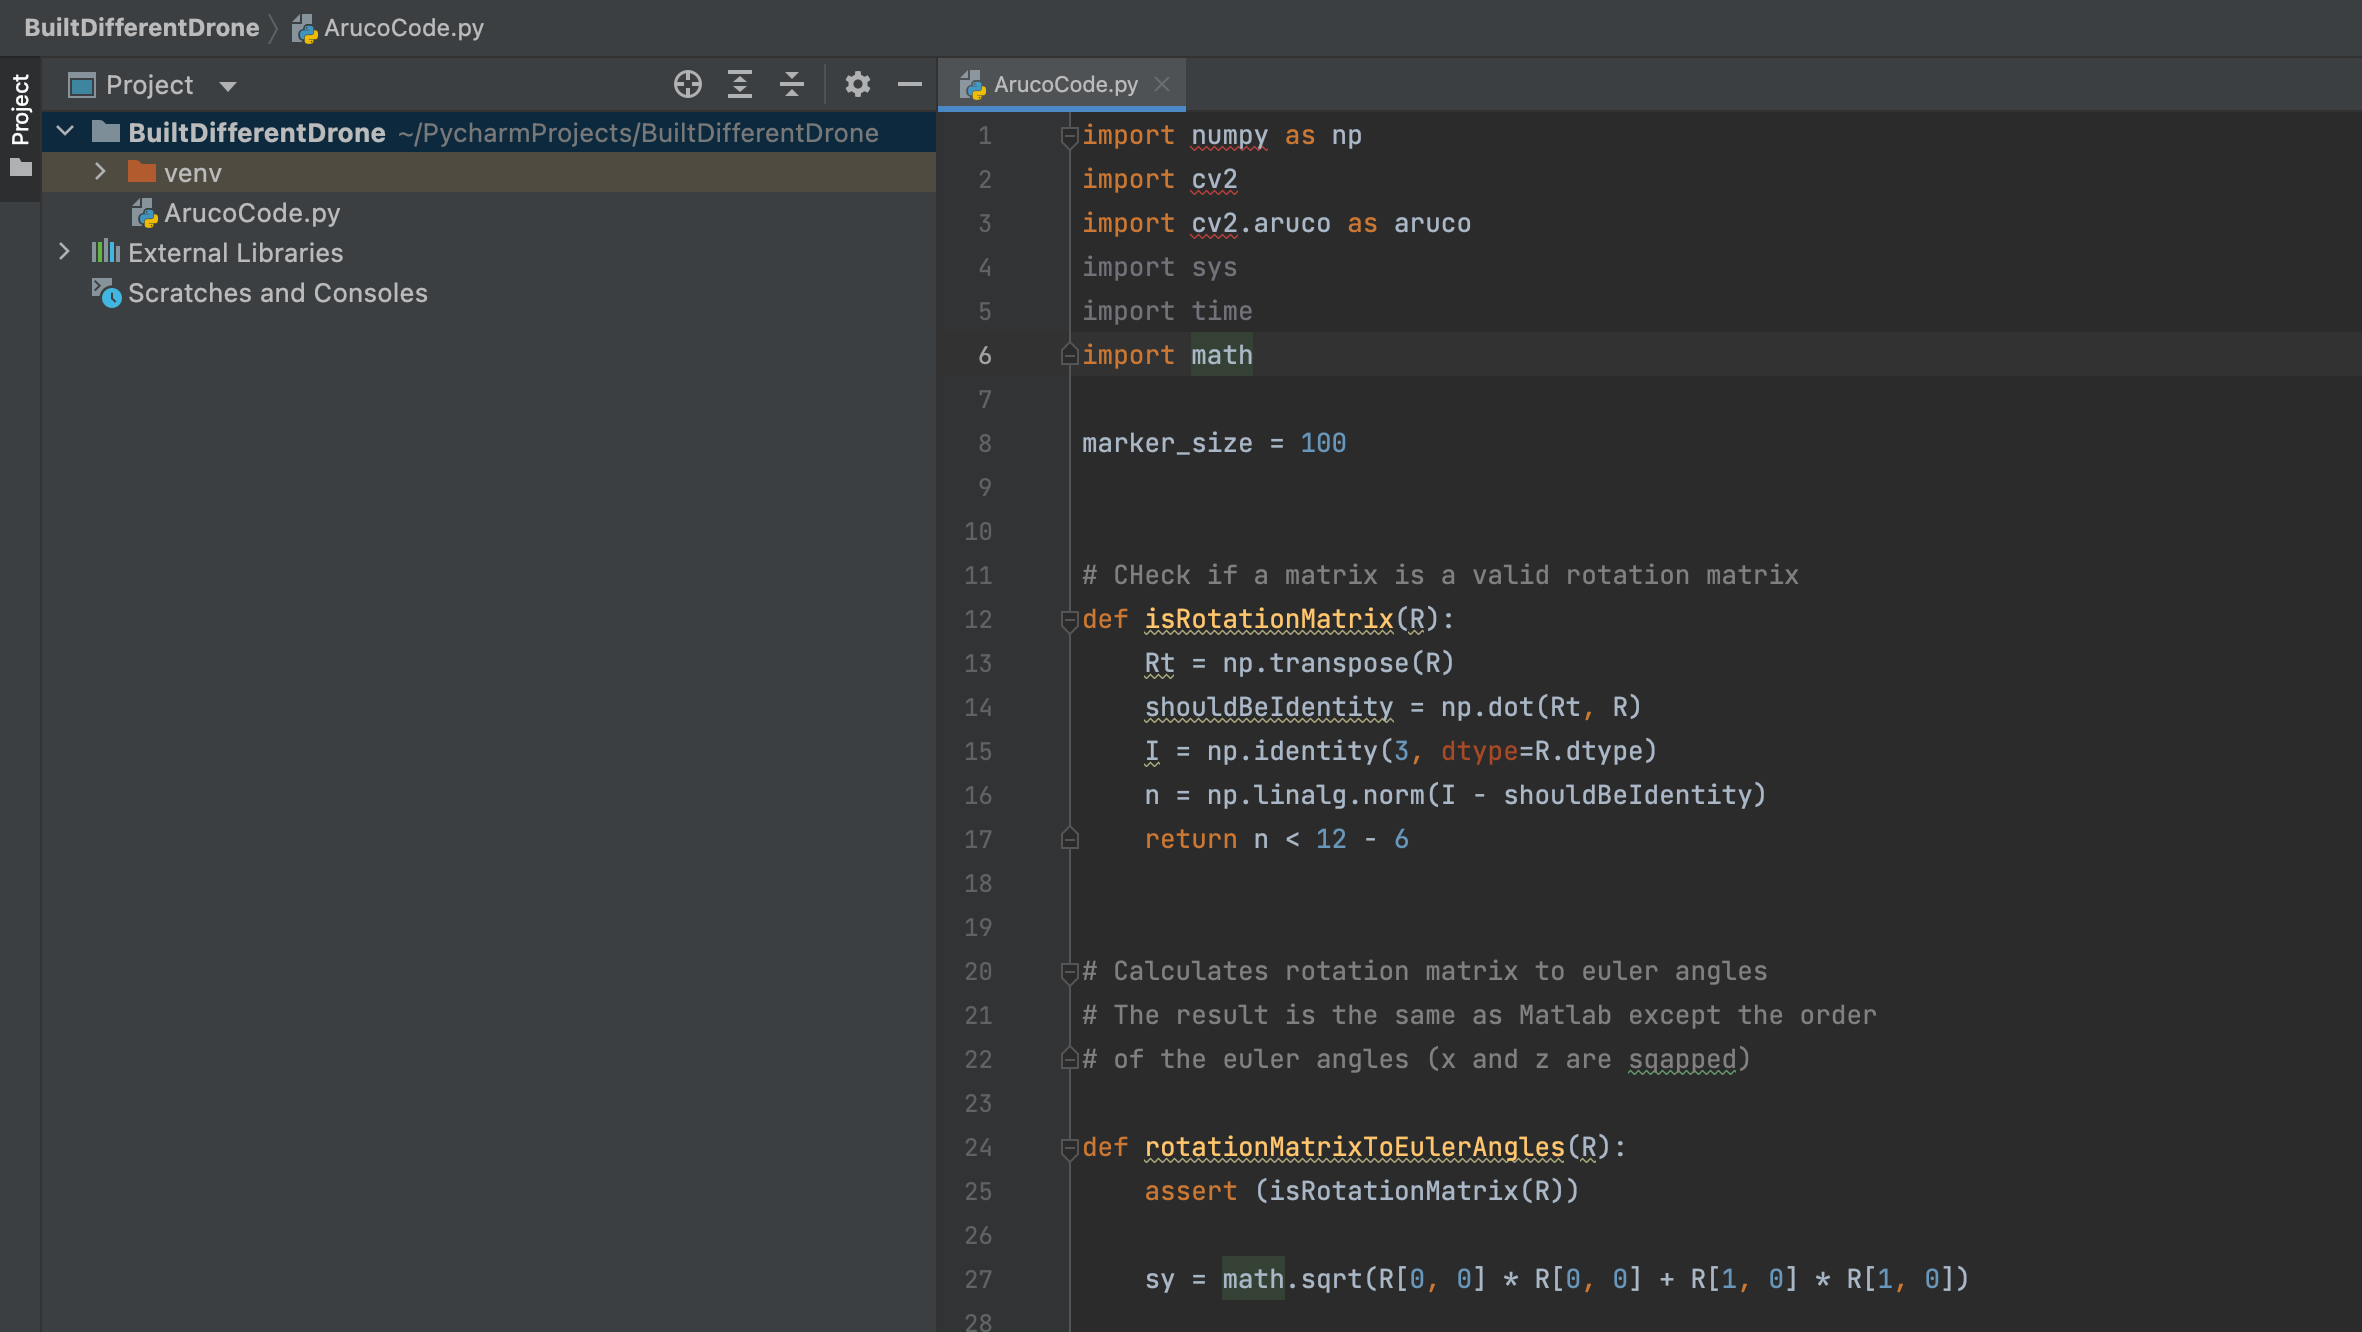 BuiltDifferentDrone ArucoCode.py
Project
Project
BuiltDifferentDrone ~/PycharmProjects/BuiltDifferentDrone
venv
ArucoCode.py
External Libraries
Scratches and Consoles
ArucoCode.py
1 import numpy as np
2 import cv2
3 import cv2.aruco as aruco
4 import sys
5 import time
6 import math
7
8 marker_size = 100
9
10
11 # CHeck if a matrix is a valid rotation matrix
12 def isRotationMatrix(R):
13     Rt = np.transpose(R)
14     shouldBeIdentity = np.dot(Rt, R)
15     I = np.identity(3, dtype=R.dtype)
16     n = np.linalg.norm(I - shouldBeIdentity)
17     return n < 12 - 6
18
19
20 # Calculates rotation matrix to euler angles
21 # The result is the same as Matlab except the order
22 # of the euler angles (x and z are sqapped)
23
24 def rotationMatrixToEulerAngles(R):
25     assert (isRotationMatrix(R))
26
27     sy = math.sqrt(R[0, 0] * R[0, 0] + R[1, 0] * R[1, 0])
28